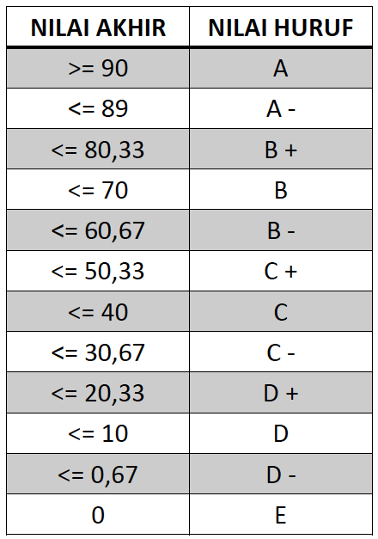 NILAI AKHIR NILAI HURUF
>= 90 A
<= 89 A -
<= 80,33 B +
<= 70 B
<= 60,67 B -
<= 50,33 C +
<= 40 C
<= 30,67 C -
<= 20,33 D +
<= 10 D
<= 0,67 D -
0 E